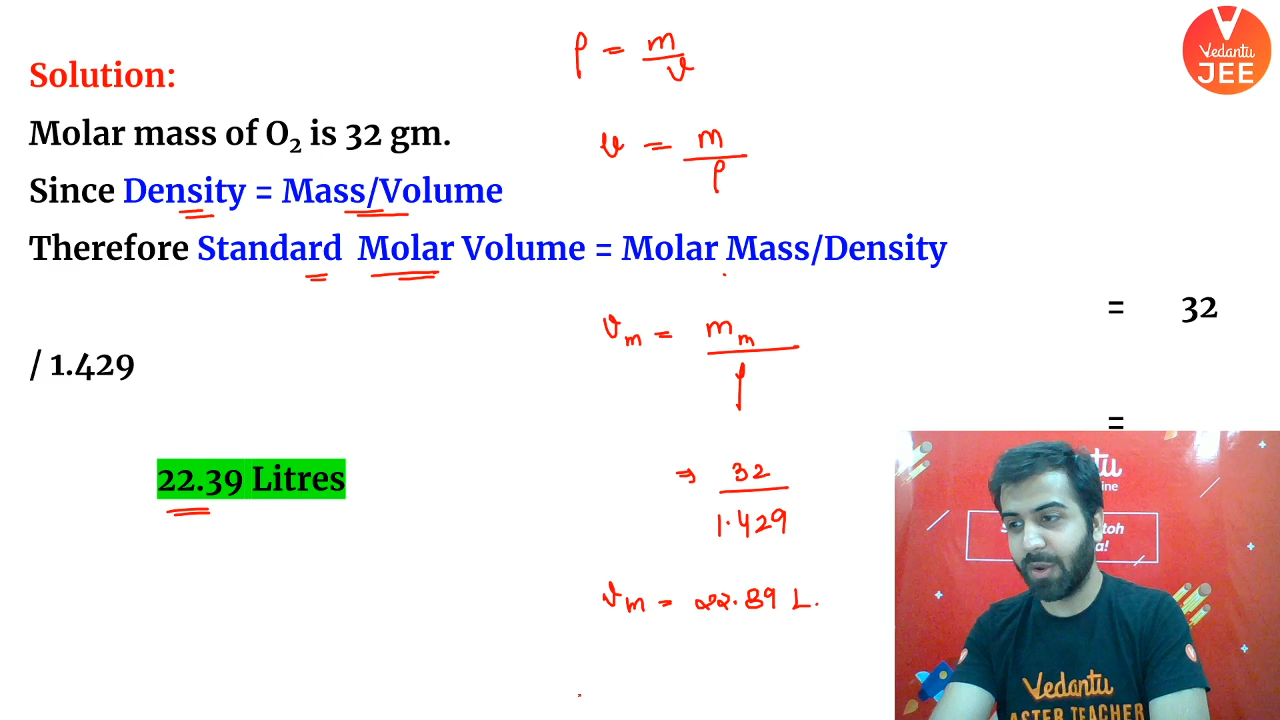 Solution:
Molar mass of O₂ is 32 gm.
Since Density = Mass/Volume
Therefore Standard Molar Volume = Molar Mass/Density
= 32
/ 1.429
=
22.39 Litres
ρ = m/v
v = m/ρ
vm = mm/ρ
⇒ 32/1.429
vm = 22.39 L.
Vedantu
JEE
Vedantu